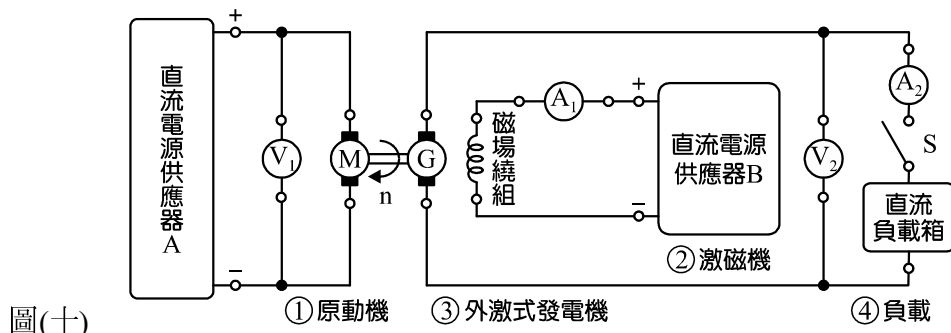 +
直流電源供應器A
−
V1
M
n
G
①原動機
磁場繞組
A1
+
−
直流電源
供應器B
②激磁機
③外激式發電機
V2
A2
S
直流
負載箱
④負載
圖(十)